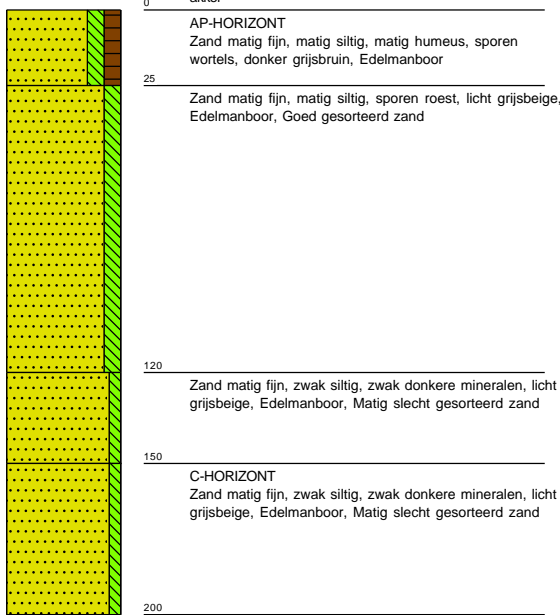 0
akker
AP-HORIZONT
Zand matig fijn, matig siltig, matig humeus, sporen
wortels, donker grijsbruin, Edelmanboor
25
Zand matig fijn, matig siltig, sporen roest, licht grijsbeige,
Edelmanboor, Goed gesorteerd zand
120
Zand matig fijn, zwak siltig, zwak donkere mineralen, licht
grijsbeige, Edelmanboor, Matig slecht gesorteerd zand
150
C-HORIZONT
Zand matig fijn, zwak siltig, zwak donkere mineralen, licht
grijsbeige, Edelmanboor, Matig slecht gesorteerd zand
200